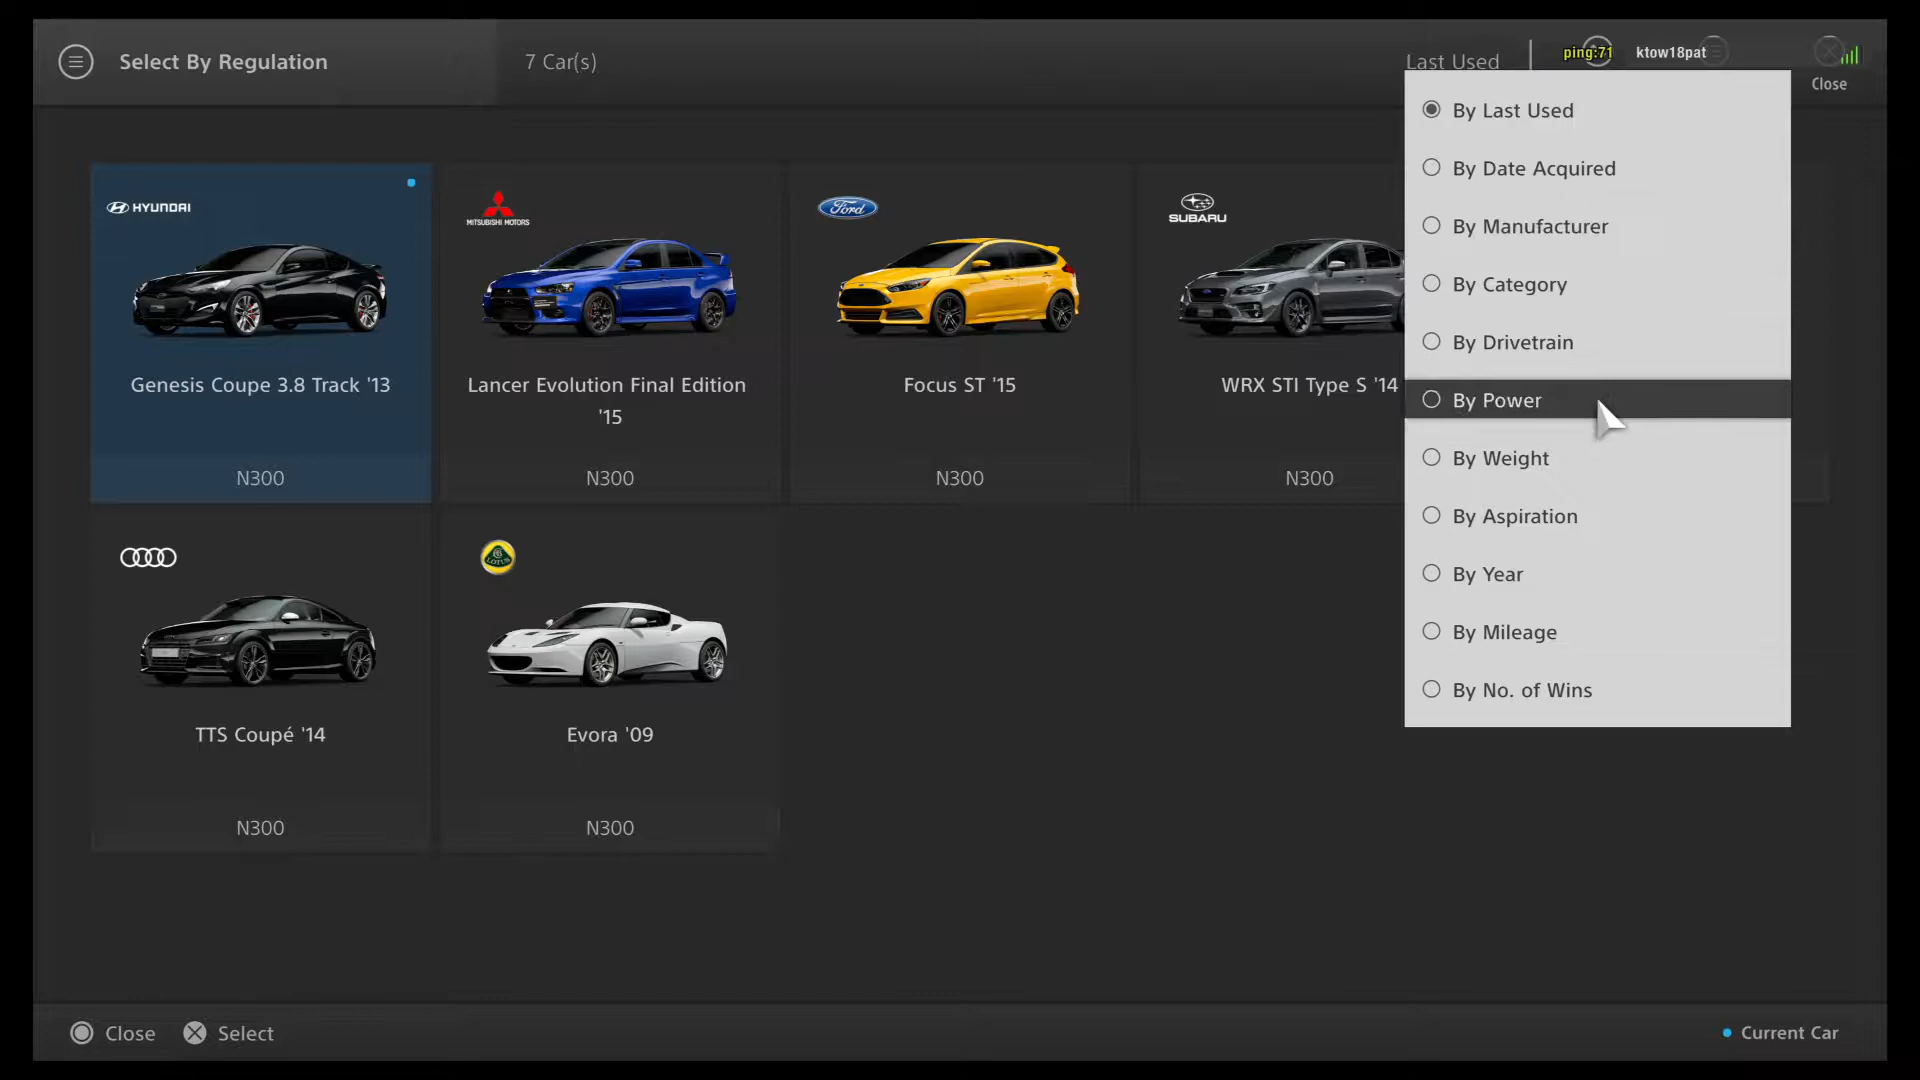 Select By Regulation
7 Car(s)
Last Used
ping:71
ktow18pat
Close
By Last Used
By Date Acquired
By Manufacturer
By Category
By Drivetrain
By Power
By Weight
By Aspiration
By Year
By Mileage
By No. of Wins
HYUNDAI
Genesis Coupe 3.8 Track '13
N300
MITSUBISHI MOTORS
Lancer Evolution Final Edition
'15
N300
Ford
Focus ST '15
N300
SUBARU
WRX STI Type S '14
N300
TTS Coupé '14
N300
LOTUS
Evora '09
N300
Close
Select
Current Car